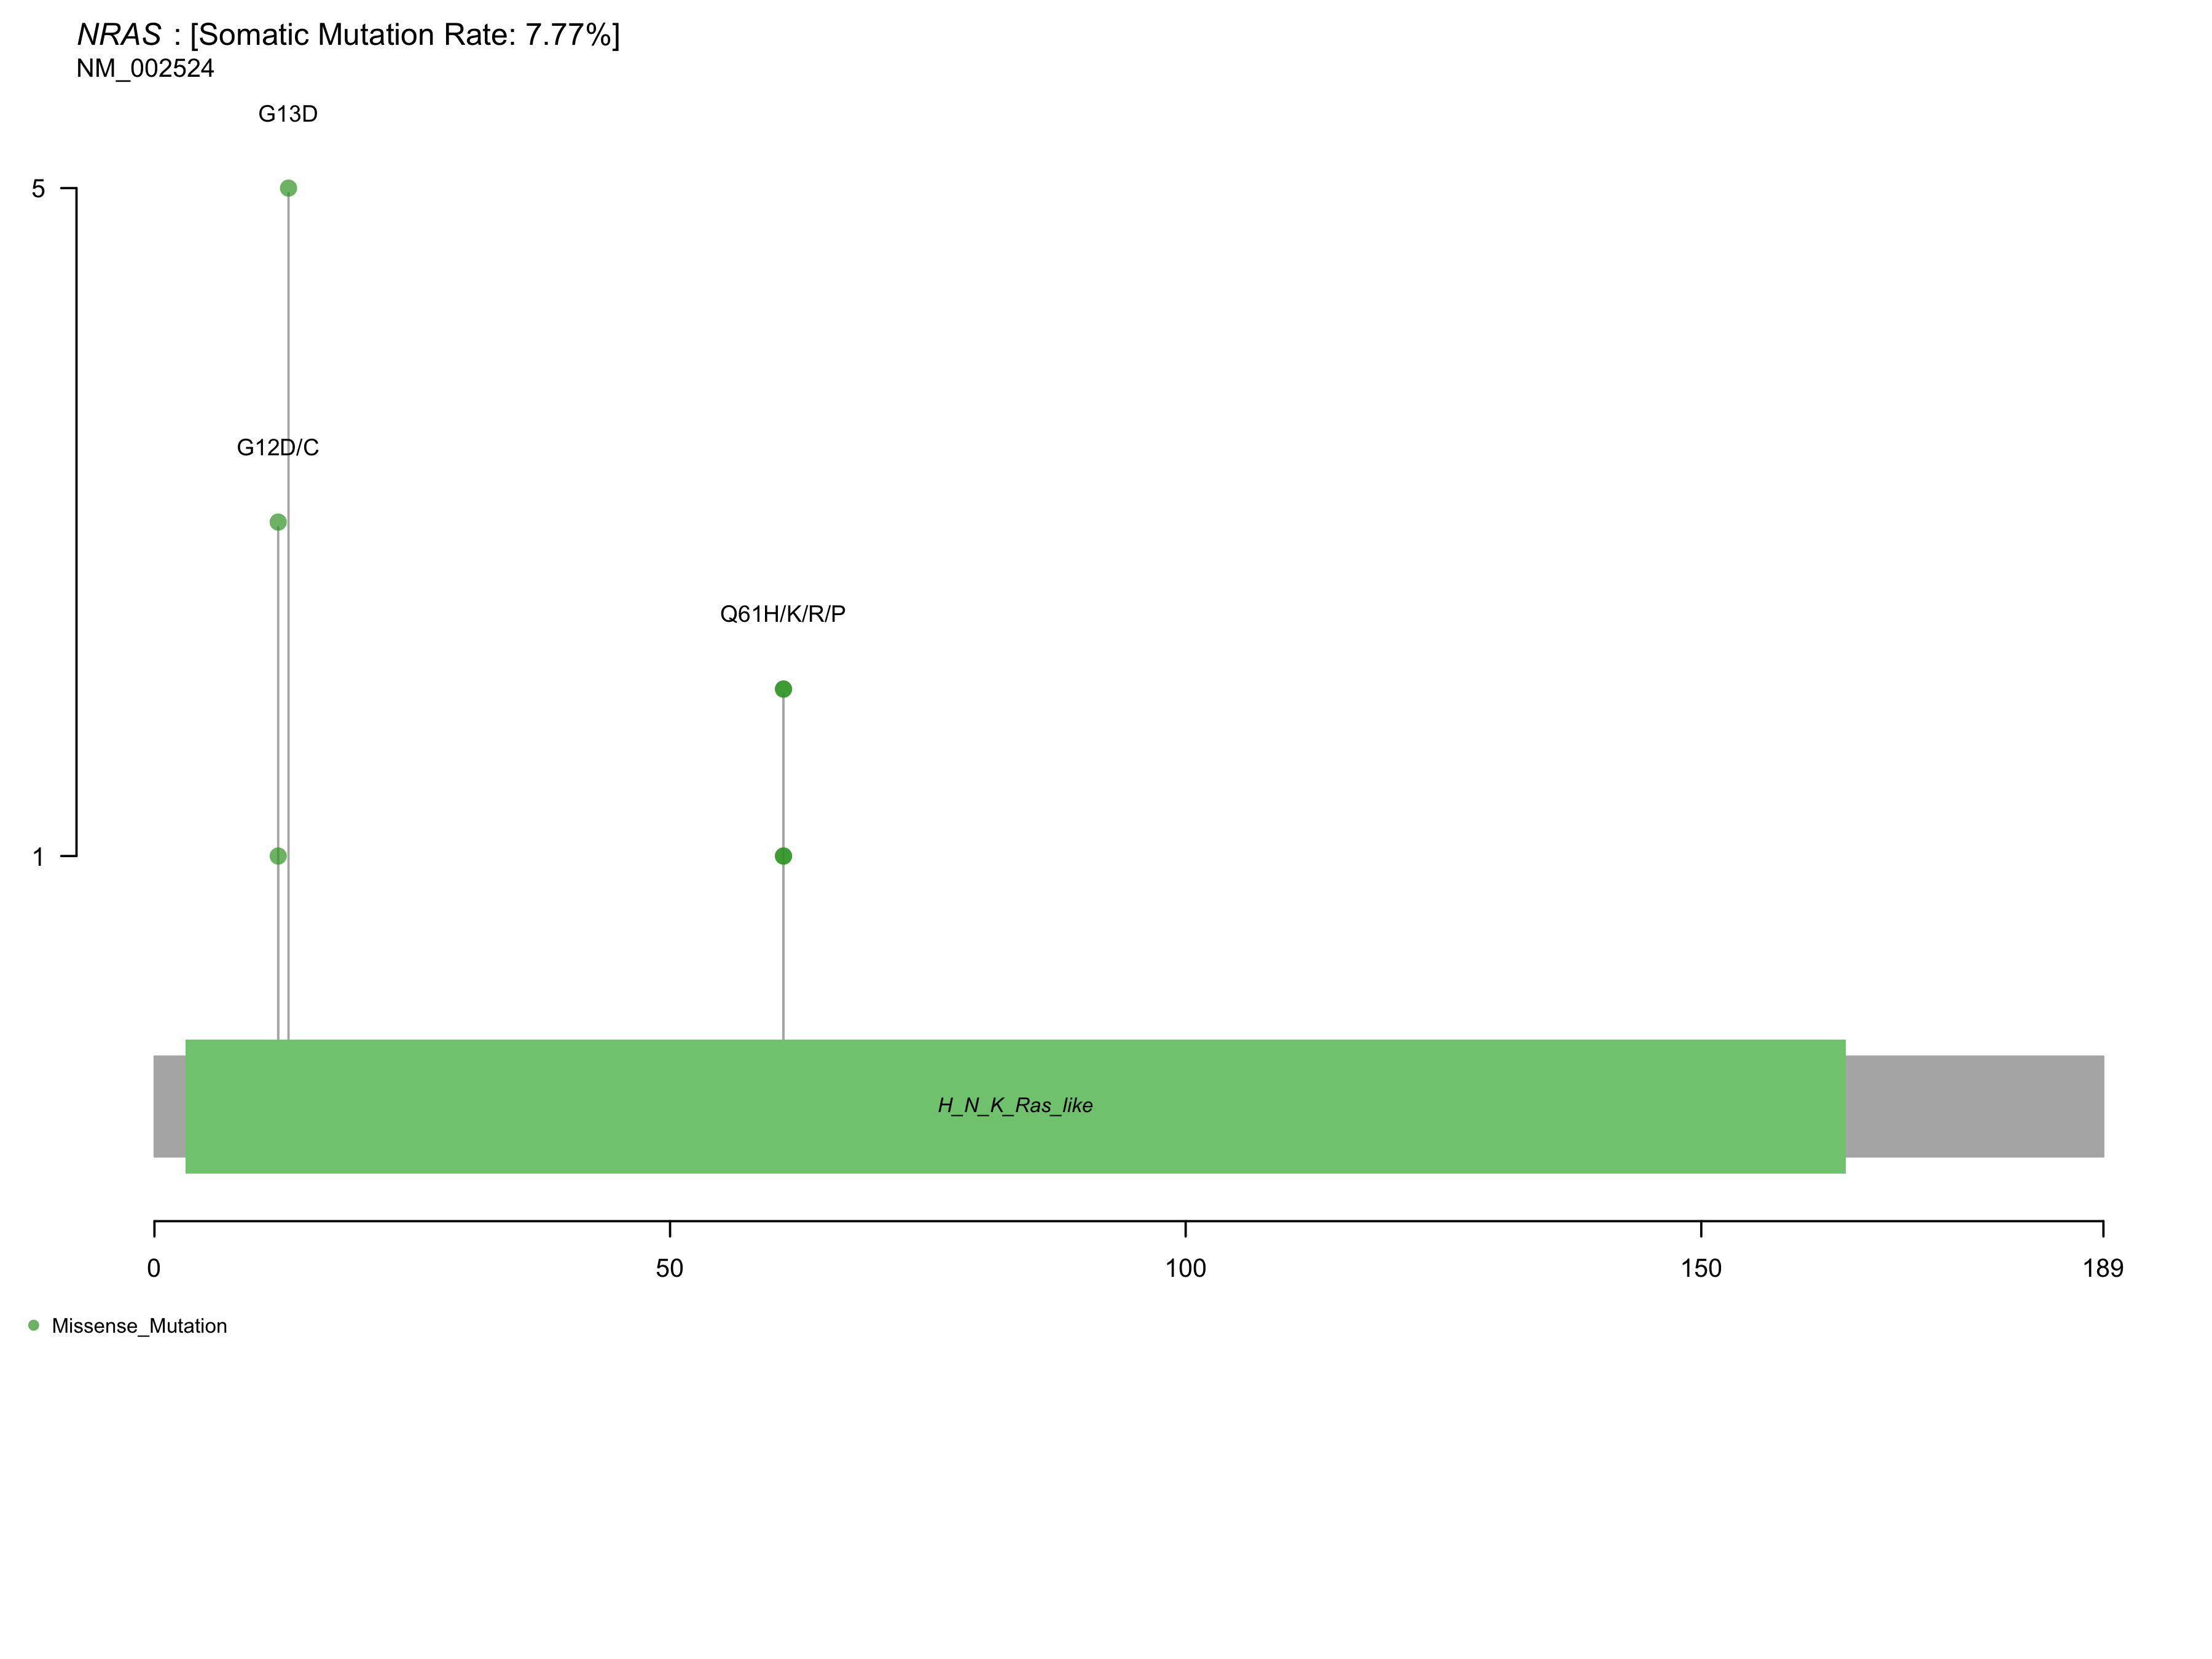 NRAS : [Somatic Mutation Rate: 7.77%]
NM_002524
G13D
5
G12D/C
Q61H/K/R/P
1
H_N_K_Ras_like
0 50 100 150 189
Missense_Mutation